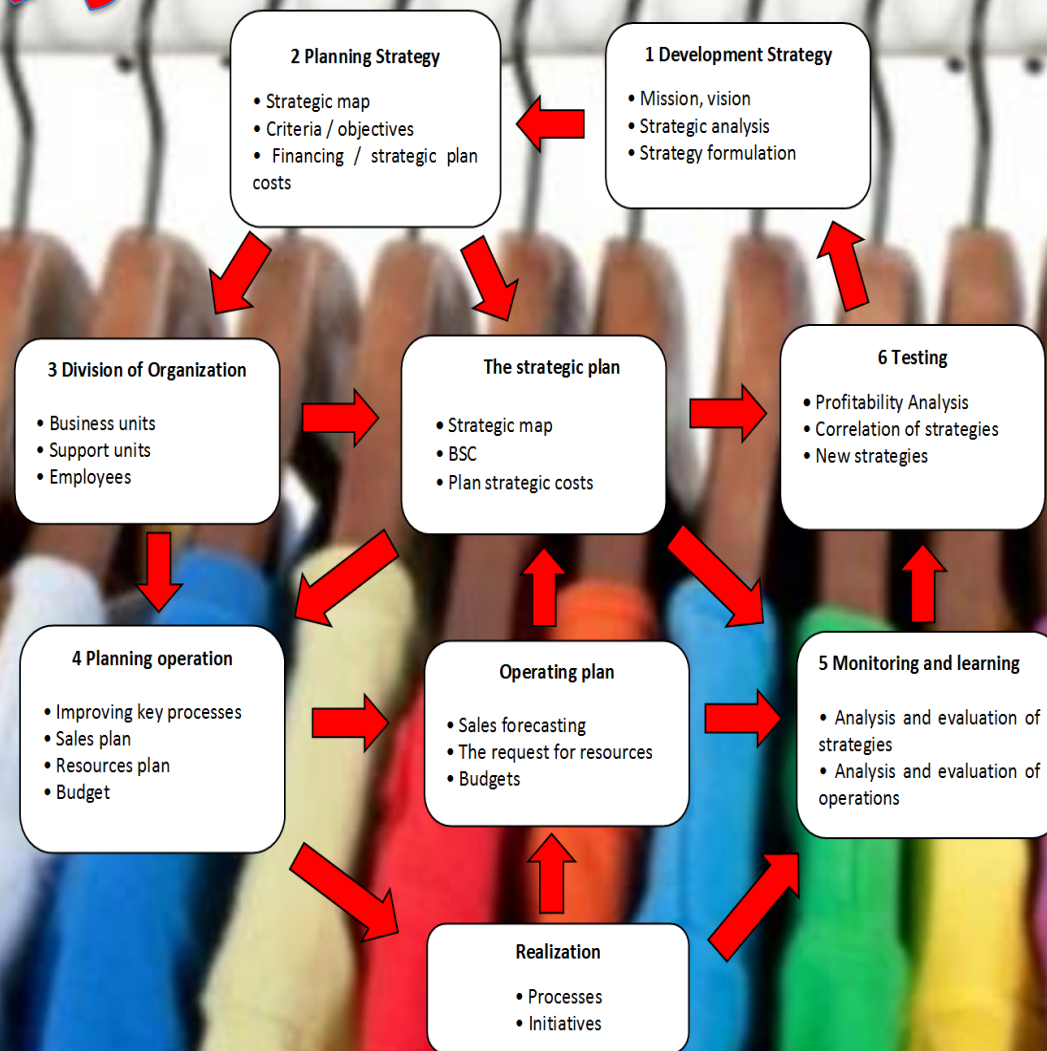 2 Planning Strategy
• Strategic map
• Criteria / objectives
• Financing / strategic plan
costs
1 Development Strategy
• Mission, vision
• Strategic analysis
• Strategy formulation
3 Division of Organization
• Business units
• Support units
• Employees
The strategic plan
• Strategic map
• BSC
• Plan strategic costs
6 Testing
• Profitability Analysis
• Correlation of strategies
• New strategies
4 Planning operation
• Improving key processes
• Sales plan
• Resources plan
• Budget
Operating plan
• Sales forecasting
• The request for resources
• Budgets
5 Monitoring and learning
• Analysis and evaluation of
strategies
• Analysis and evaluation of
operations
Realization
• Processes
• Initiatives